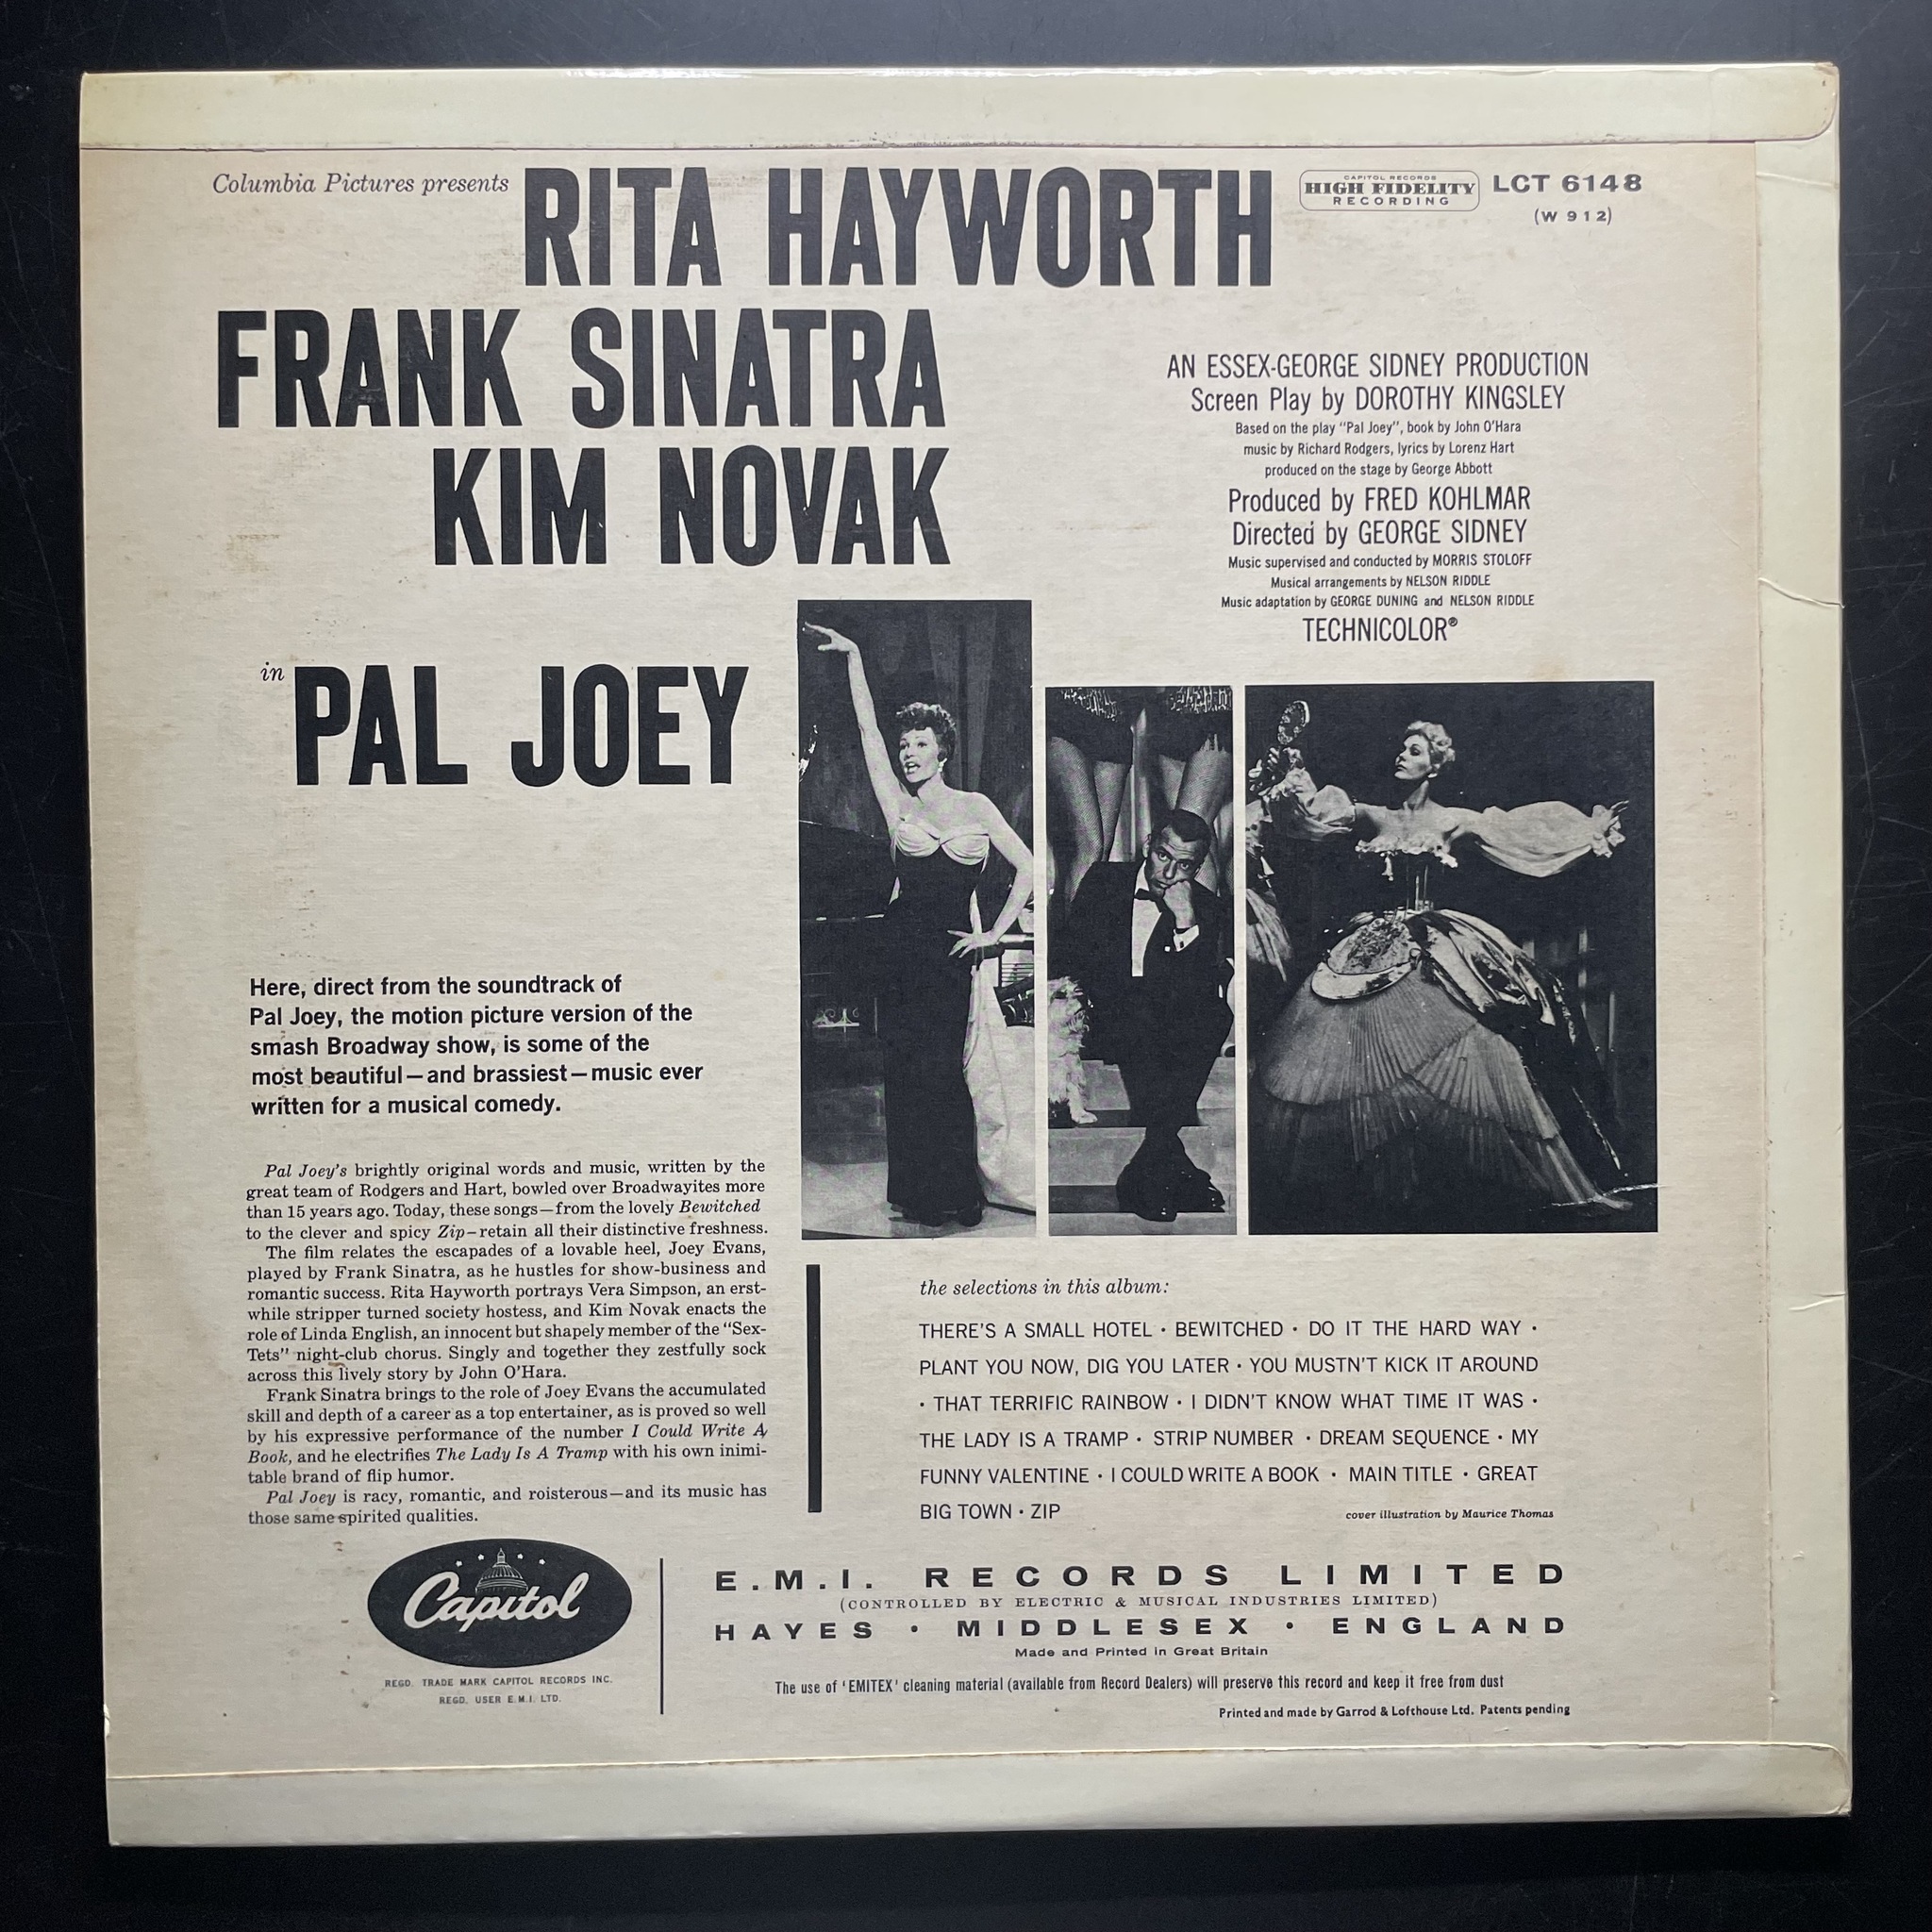 Columbia Pictures presents RITA HAYWORTH
CAPITOL RECORDS
HIGH FIDELITY
RECORDING
LCT 6148
(W 912)
FRANK SINATRA
KIM NOVAK
in PAL JOEY
AN ESSEX-GEORGE SIDNEY PRODUCTION
Screen Play by DOROTHY KINGSLEY
Based on the play "Pal Joey", book by John O'Hara
music by Richard Rodgers, lyrics by Lorenz Hart
produced on the stage by George Abbott
Produced by FRED KOHLMAR
Directed by GEORGE SIDNEY
Music supervised and conducted by MORRIS STOLOFF
Musical arrangements by NELSON RIDDLE
Music adaptation by GEORGE DUNING and NELSON RIDDLE
TECHNICOLOR®
Here, direct from the soundtrack of
Pal Joey, the motion picture version of the
smash Broadway show, is some of the
most beautiful—and brassiest—music ever
written for a musical comedy.
Pal Joey's brightly original words and music, written by the
great team of Rodgers and Hart, bowled over Broadwayites more
than 15 years ago. Today, these songs—from the lovely Bewitched
to the clever and spicy Zip—retain all their distinctive freshness.
The film relates the escapades of a lovable heel, Joey Evans,
played by Frank Sinatra, as he hustles for show-business and
romantic success. Rita Hayworth portrays Vera Simpson, an erst-
while stripper turned society hostess, and Kim Novak enacts the
role of Linda English, an innocent but shapely member of the "Sex-
Tets" night-club chorus. Singly and together they zestfully sock
across this lively story by John O'Hara.
Frank Sinatra brings to the role of Joey Evans the accumulated
skill and depth of a career as a top entertainer, as is proved so well
by his expressive performance of the number I Could Write A
Book, and he electrifies The Lady Is A Tramp with his own inimi-
table brand of flip humor.
Pal Joey is racy, romantic, and roisterous—and its music has
those same spirited qualities.
the selections in this album:
THERE'S A SMALL HOTEL · BEWITCHED · DO IT THE HARD WAY ·
PLANT YOU NOW, DIG YOU LATER · YOU MUSTN'T KICK IT AROUND
· THAT TERRIFIC RAINBOW · I DIDN'T KNOW WHAT TIME IT WAS ·
THE LADY IS A TRAMP · STRIP NUMBER · DREAM SEQUENCE · MY
FUNNY VALENTINE · I COULD WRITE A BOOK · MAIN TITLE · GREAT
BIG TOWN · ZIP
cover illustration by Maurice Thomas
Capitol
REGD. TRADE MARK CAPITOL RECORDS INC.
REGD. USER E.M.I. LTD.
E.M.I. RECORDS LIMITED
(CONTROLLED BY ELECTRIC & MUSICAL INDUSTRIES LIMITED)
HAYES · MIDDLESEX · ENGLAND
Made and Printed in Great Britain
The use of 'EMITEX' cleaning material (available from Record Dealers) will preserve this record and keep it free from dust
Printed and made by Garrod & Lofthouse Ltd. Patents pending